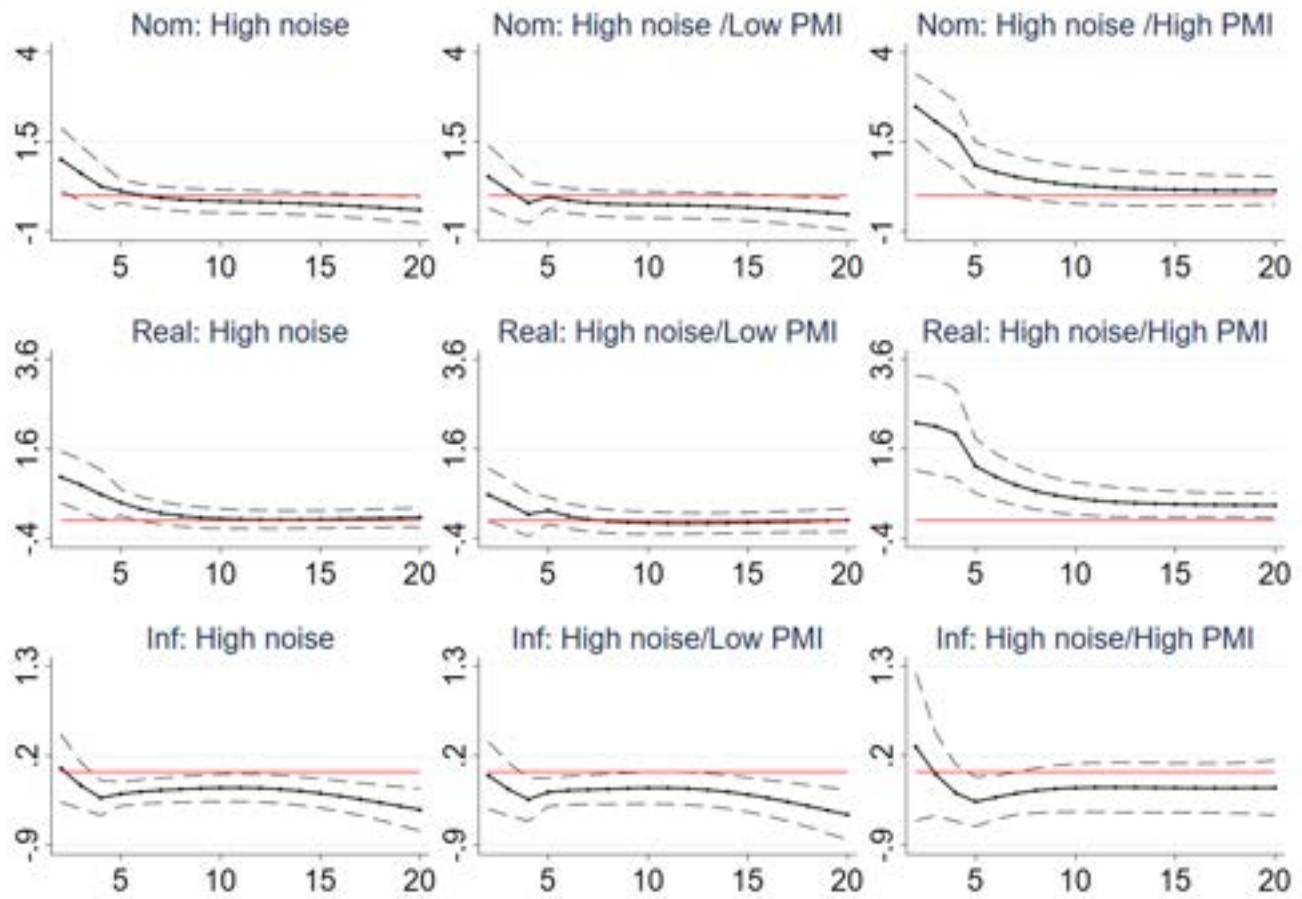 Nom: High noise
Nom: High noise /Low PMI
Nom: High noise /High PMI
4
1.5
-1
5 10 15 20
4
1.5
-1
5 10 15 20
4
1.5
-1
5 10 15 20
Real: High noise
Real: High noise/Low PMI
Real: High noise/High PMI
3.6
1.6
-.4
5 10 15 20
3.6
1.6
-.4
5 10 15 20
3.6
1.6
-.4
5 10 15 20
Inf: High noise
Inf: High noise/Low PMI
Inf: High noise/High PMI
1.3
.2
-.9
5 10 15 20
1.3
.2
-.9
5 10 15 20
1.3
.2
-.9
5 10 15 20